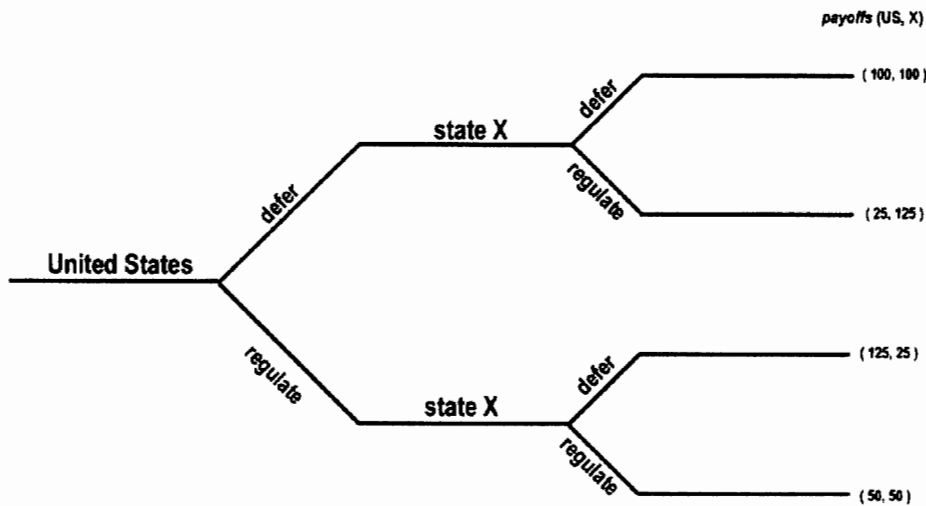 payoffs (US, X)
defer
( 100, 100 )
state X
regulate
( 25, 125 )
defer
United States
regulate
defer
( 125, 25 )
state X
regulate
( 50, 50 )